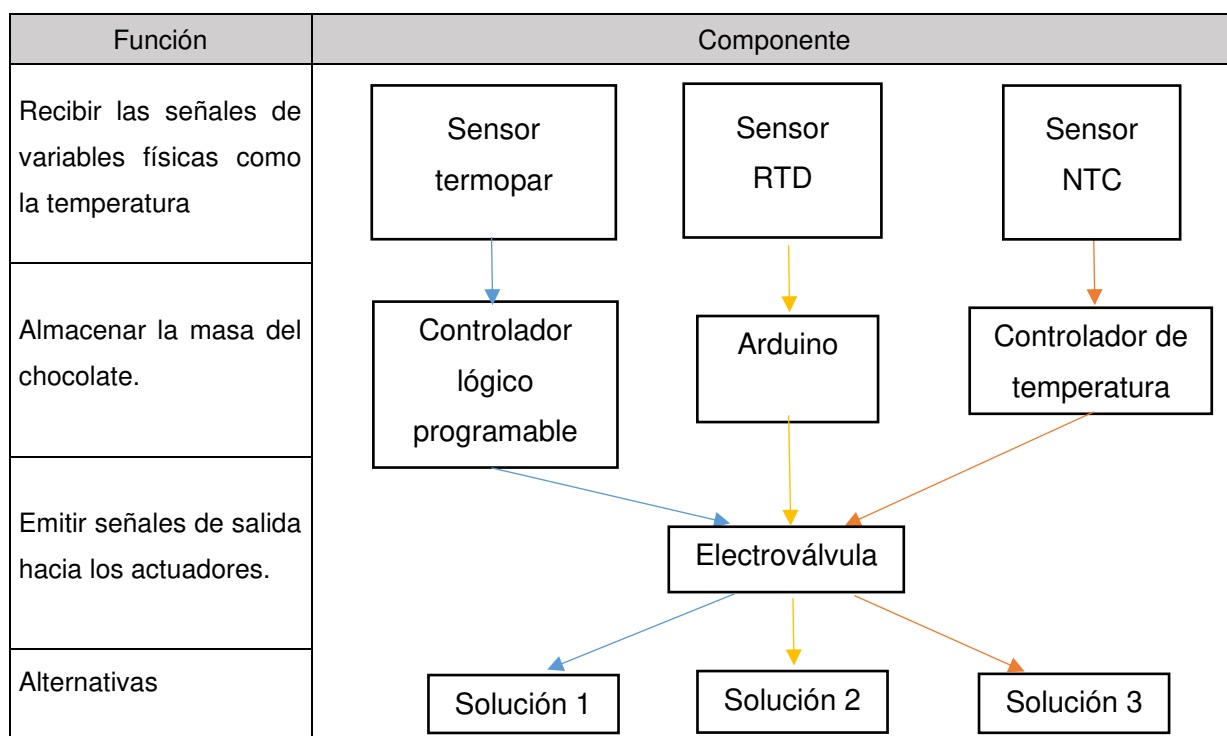 Función
Componente
Recibir las señales de
variables físicas como
la temperatura
Sensor
termopar
Sensor
RTD
Sensor
NTC
Almacenar la masa del
chocolate.
Controlador
lógico
programable
Arduino
Controlador de
temperatura
Emitir señales de salida
hacia los actuadores.
Electroválvula
Alternativas
Solución 1
Solución 2
Solución 3